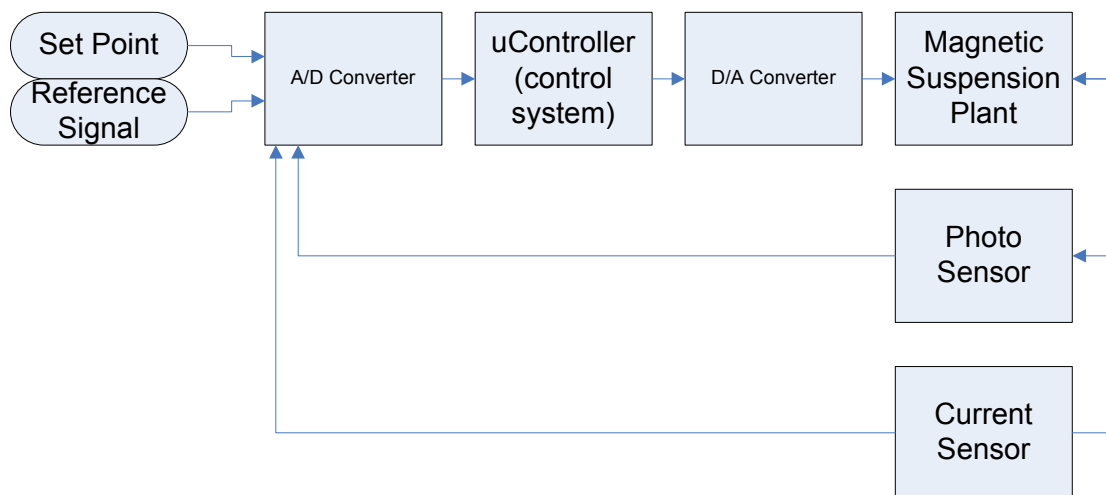 Set Point
Reference
Signal
A/D Converter
uController
(control
system)
D/A Converter
Magnetic
Suspension
Plant
Photo
Sensor
Current
Sensor